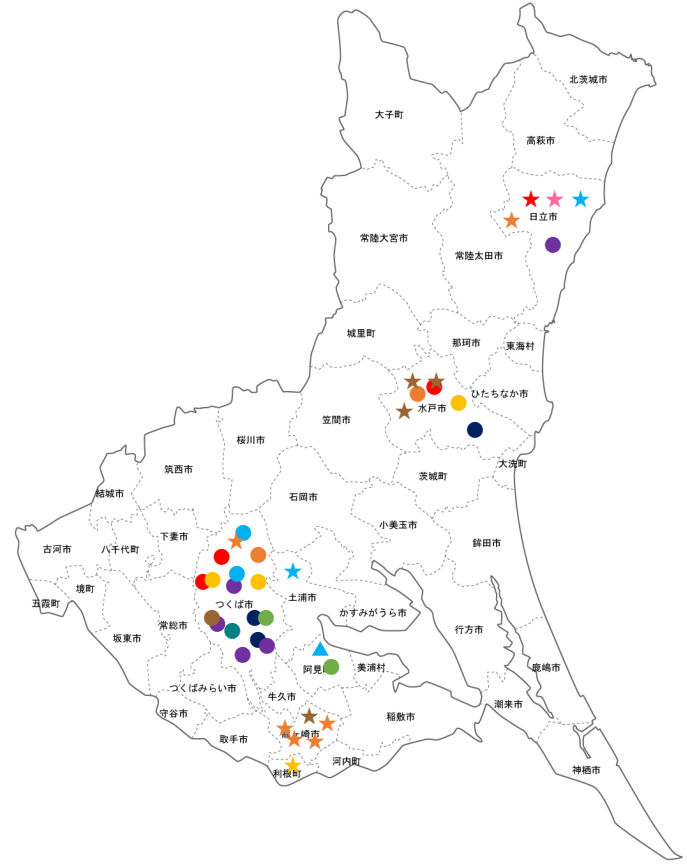 北茨城市
大子町
高萩市
日立市
常陸大宮市
常陸太田市
城里町
那珂市
東海村
ひたちなか市
水戸市
笠間市
桜川市
筑西市
茨城町
大洗町
結城市
石岡市
小美玉市
下妻市
古河市
八千代町
鉾田市
境町
五霞町
つくば市
土浦市
かすみがうら市
常総市
坂東市
行方市
阿見
美浦村
鹿嶋市
つくばみらい市
牛久市
潮来市
守谷市
稲敷市
取手市
龍ヶ崎市
河内町
利根町
神栖市